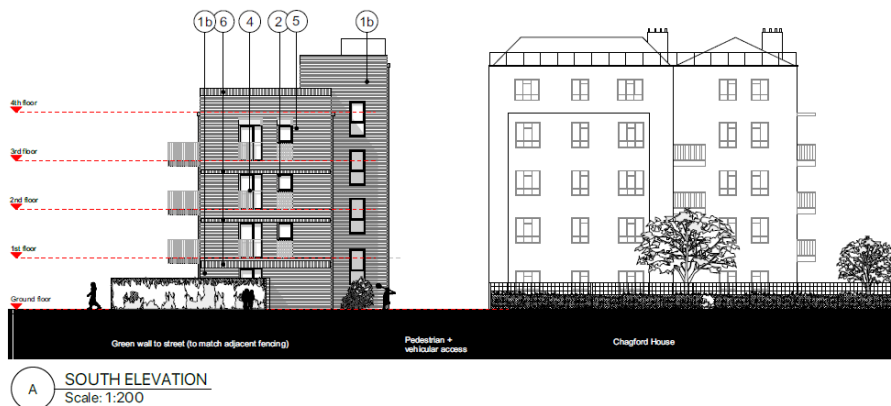 1b 6 4 2 5 1b
4th floor
3rd floor
2nd floor
1st floor
Ground floor
Green wall to street (to match adjacent fencing)
Pedestrian +
vehicular access
Chagford House
A
SOUTH ELEVATION
Scale: 1:200